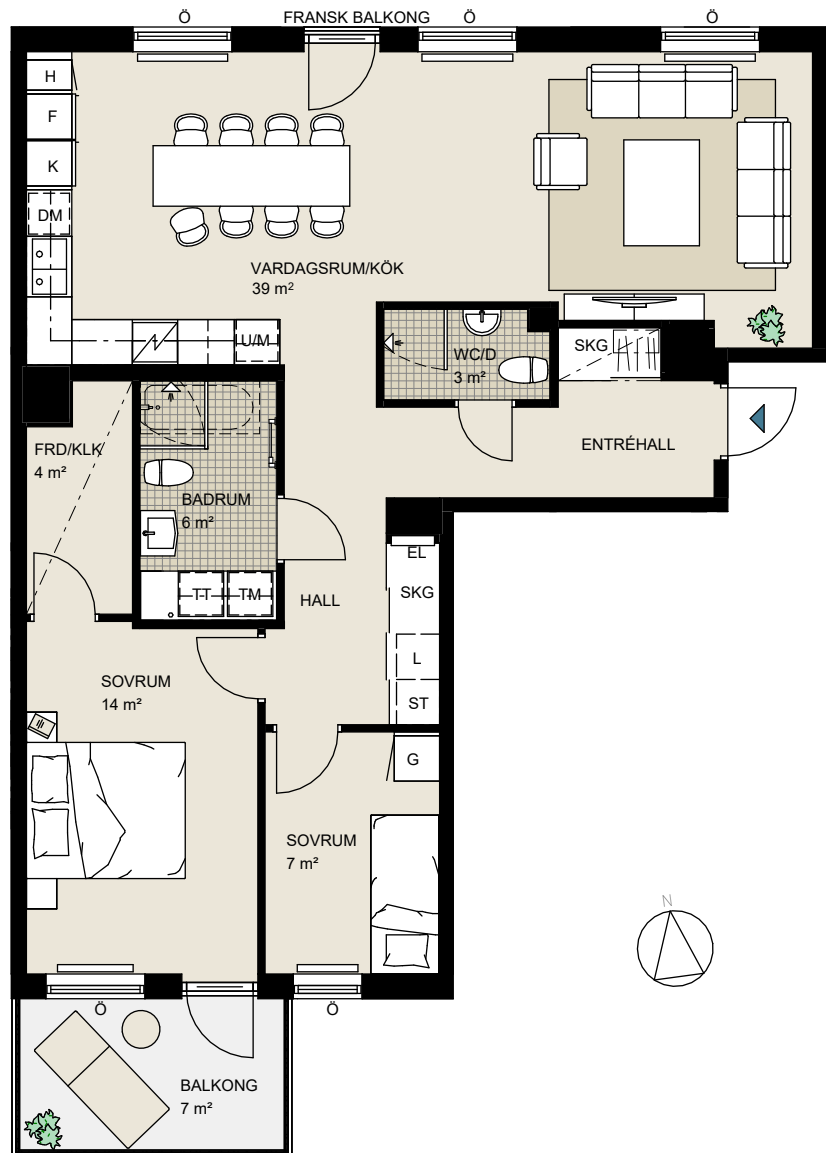 Ö
FRANSK BALKONG
Ö
Ö
H
F
K
DM
VARDAGSRUM/KÖK
39 m²
U/M
WC/D
3 m²
SKG
FRD/KLK
4 m²
BADRUM
6 m²
ENTRÉHALL
TT
TM
HALL
EL
SKG
L
ST
SOVRUM
14 m²
G
SOVRUM
7 m²
N
Ö
Ö
BALKONG
7 m²